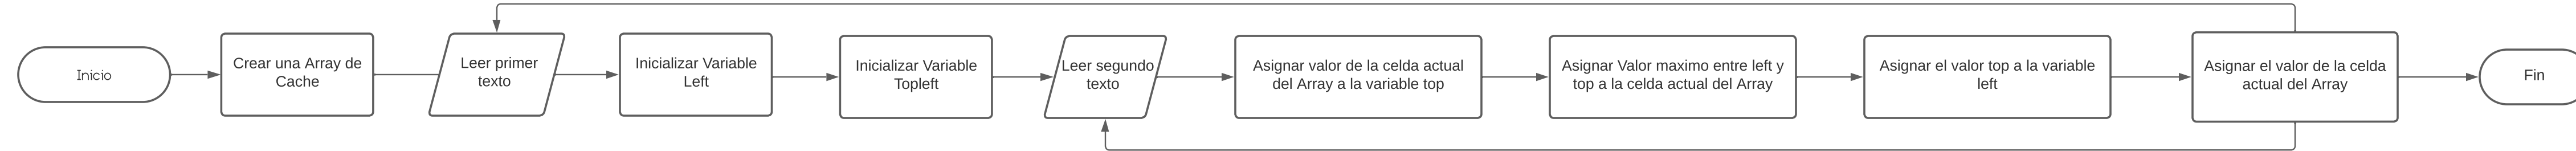 Inicio
Crear una Array de
Cache
Leer primer
texto
Inicializar Variable
Left
Inicializar Variable
Topleft
Leer segundo
texto
Asignar valor de la celda actual
del Array a la variable top
Asignar Valor maximo entre left y
top a la celda actual del Array
Asignar el valor top a la variable
left
Asignar el valor de la celda
actual del Array
Fin